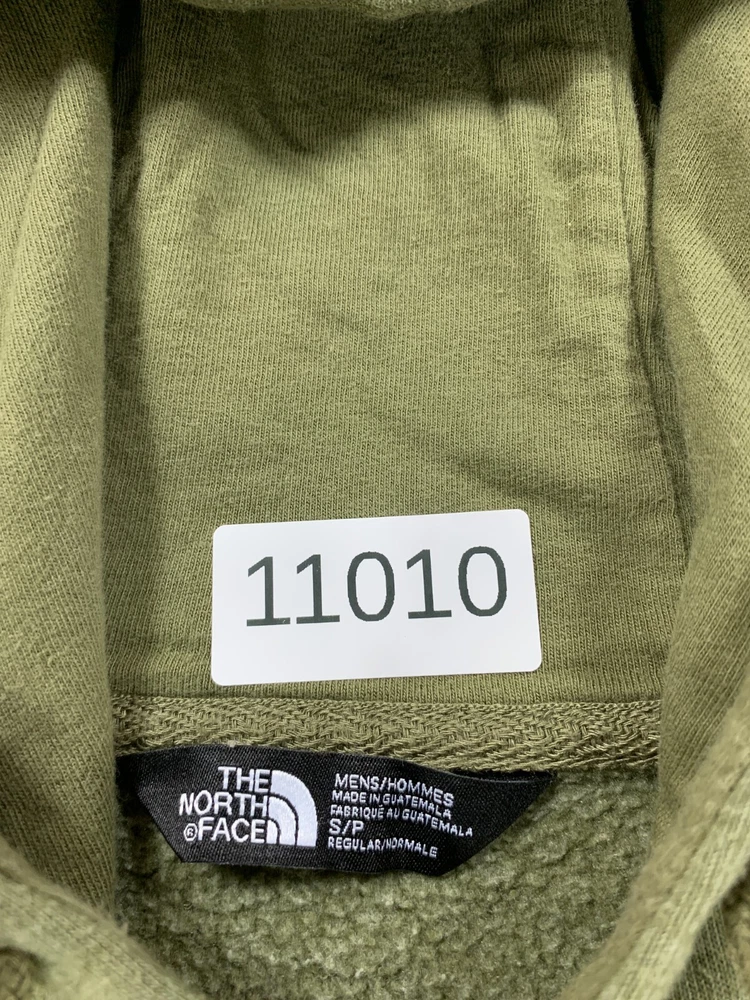 11010
THE
NORTH
®FACE
MENS/HOMMES
MADE IN GUATEMALA
FABRIQUÉ AU GUATEMALA
S/P
REGULAR/NORMALE